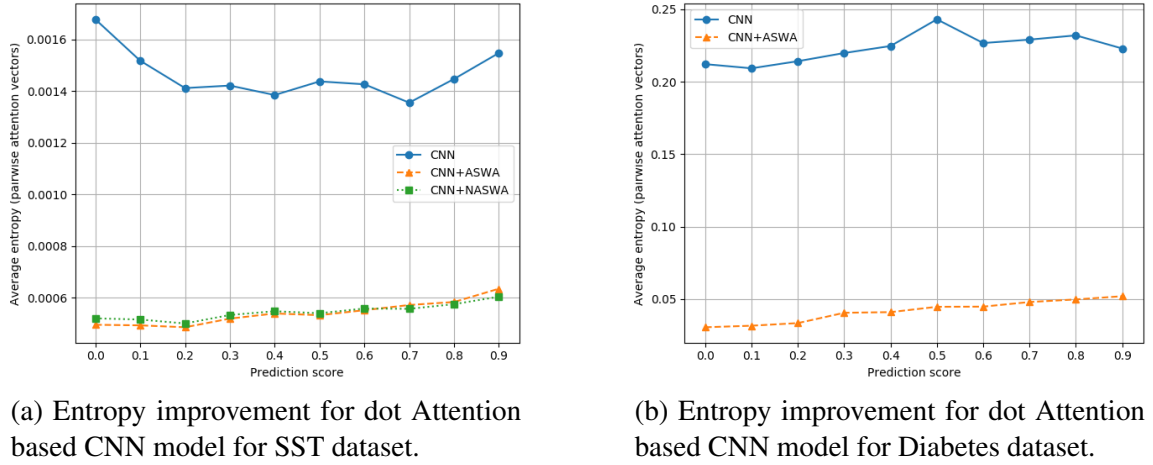 Average entropy (pairwise attention vectors)
0.0016
0.0014
0.0012
0.0010
0.0008
0.0006
CNN
CNN+ASWA
CNN+NASWA
0.0 0.1 0.2 0.3 0.4 0.5 0.6 0.7 0.8 0.9
Prediction score
(a) Entropy improvement for dot Attention
based CNN model for SST dataset.
Average entropy (pairwise attention vectors)
0.25
0.20
0.15
0.10
0.05
CNN
CNN+ASWA
0.0 0.1 0.2 0.3 0.4 0.5 0.6 0.7 0.8 0.9
Prediction score
(b) Entropy improvement for dot Attention
based CNN model for Diabetes dataset.